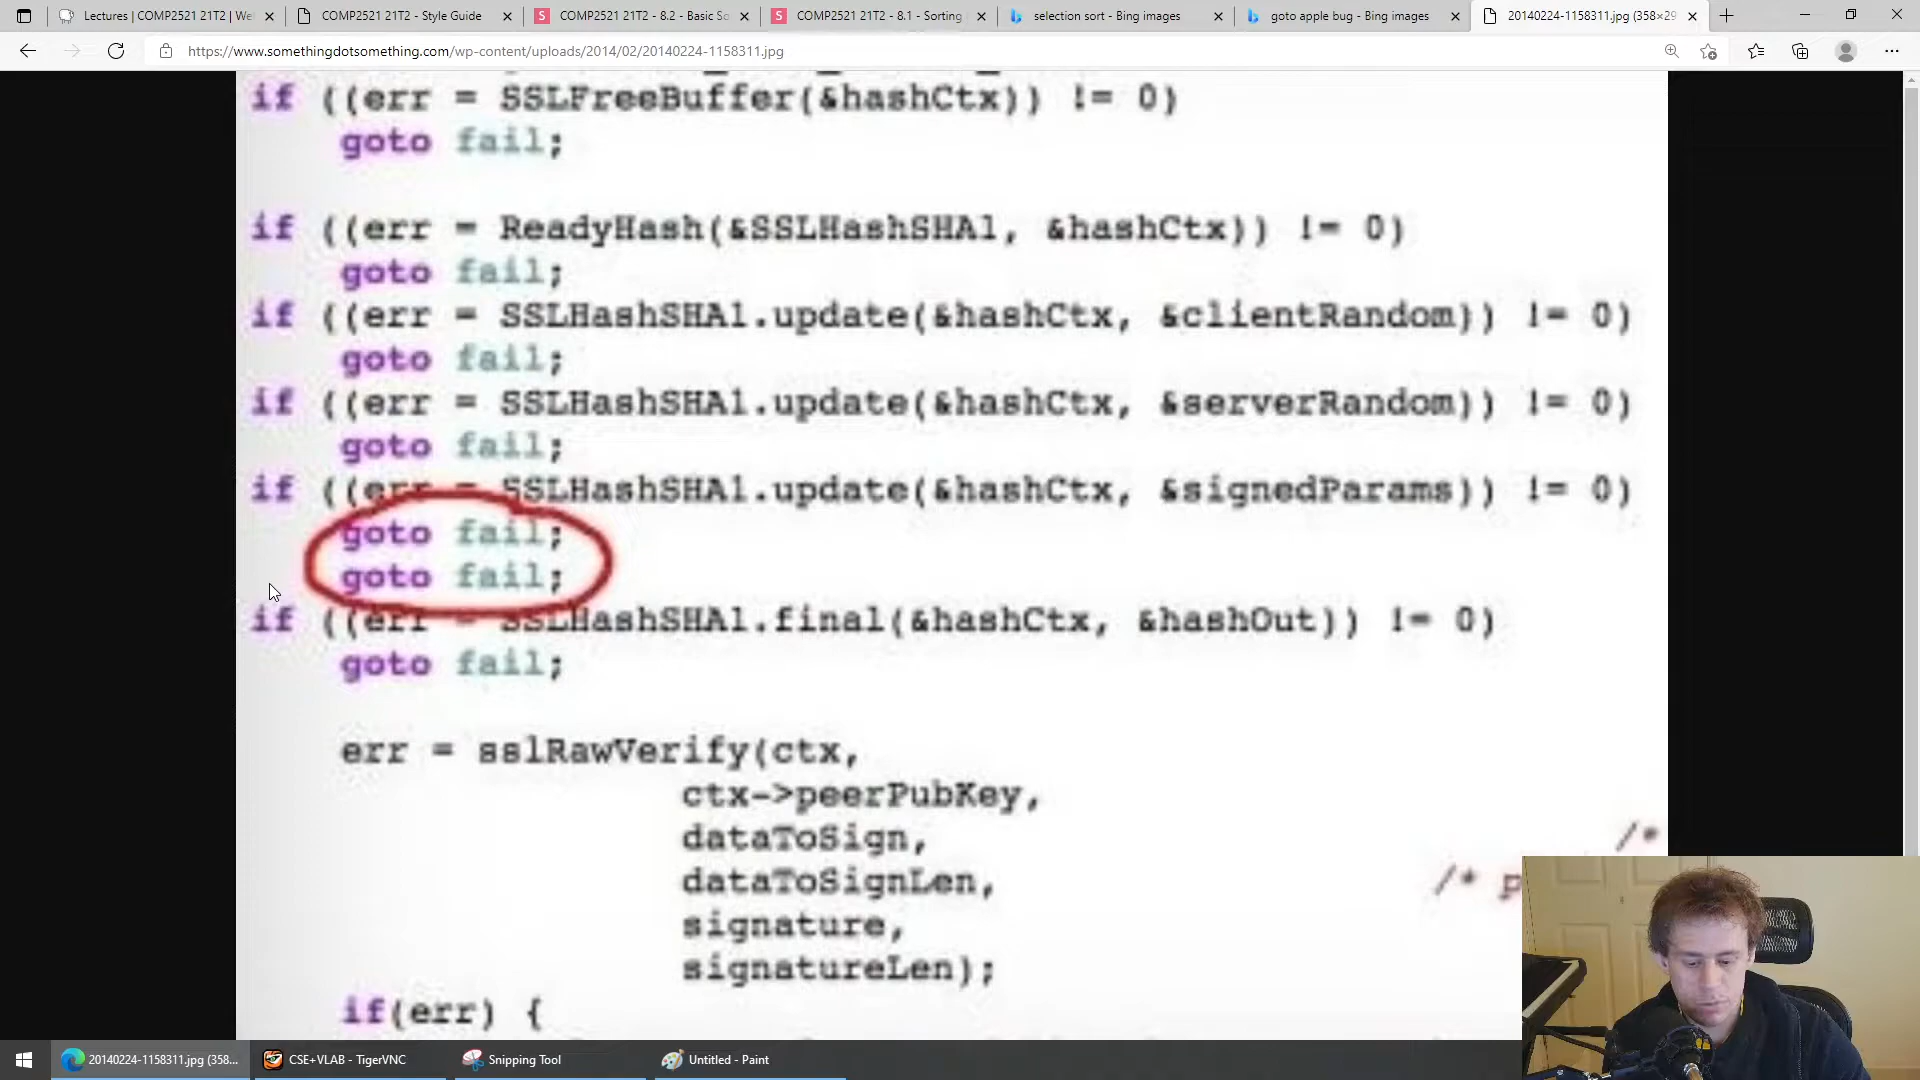 Lectures | COMP2521 21T2 | We
COMP2521 21T2 - Style Guide
COMP2521 21T2 - 8.2 - Basic So
COMP2521 21T2 - 8.1 - Sorting
selection sort - Bing images
goto apple bug - Bing images
20140224-1158311.jpg (358×29
https://www.somethingdotsomething.com/wp-content/uploads/2014/02/20140224-1158311.jpg
if ((err = SSLFreeBuffer(&hashCtx)) != 0)
goto fail;
if ((err = ReadyHash(&SSLHashSHA1, &hashCtx)) != 0)
goto fail;
if ((err = SSLHashSHA1.update(&hashCtx, &clientRandom)) != 0)
goto fail;
if ((err = SSLHashSHA1.update(&hashCtx, &serverRandom)) != 0)
goto fail;
if ((err = SSLHashSHA1.update(&hashCtx, &signedParams)) != 0)
goto fail;
goto fail;
if ((err = SSLHashSHA1.final(&hashCtx, &hashOut)) != 0)
goto fail;
err = sslRawVerify(ctx,
ctx->peerPubKey,
dataToSign, /*
dataToSignLen, /* p
signature,
signatureLen);
if(err) {
20140224-1158311.jpg (358...
CSE+VLAB - TigerVNC
Snipping Tool
Untitled - Paint